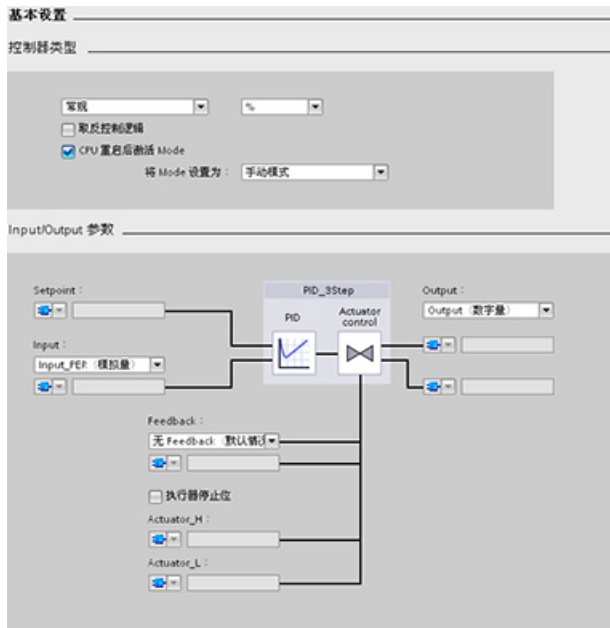 基本设置
控制器类型
常规 %
取反控制逻辑
CPU 重启后激活 Mode
将 Mode 设置为： 手动模式
Input/Output 参数
Setpoint：
PID_3Step
Output：
PID
Actuator control
Output（数字量）
Input：
Input_PER（模拟量）
Feedback：
无 Feedback（默认情
执行器停止位
Actuator_H：
Actuator_L：